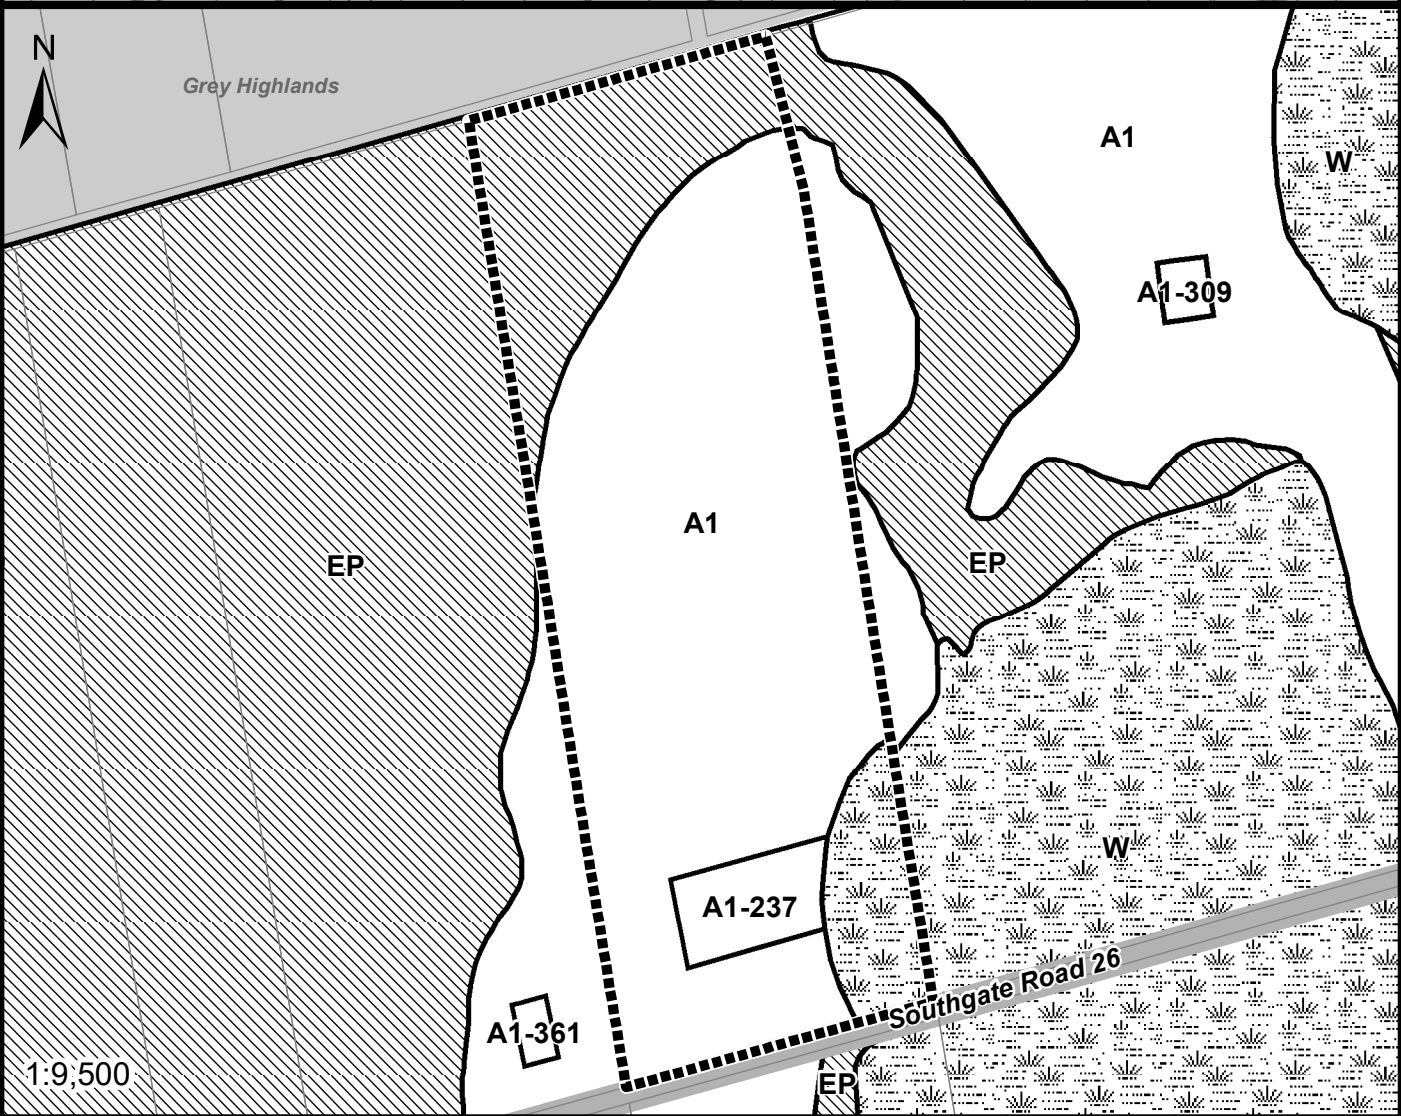 N
Grey Highlands
A1
W
A1-309
A1
EP
EP
W
A1-237
Southgate Road 26
A1-361
1:9,500
EP